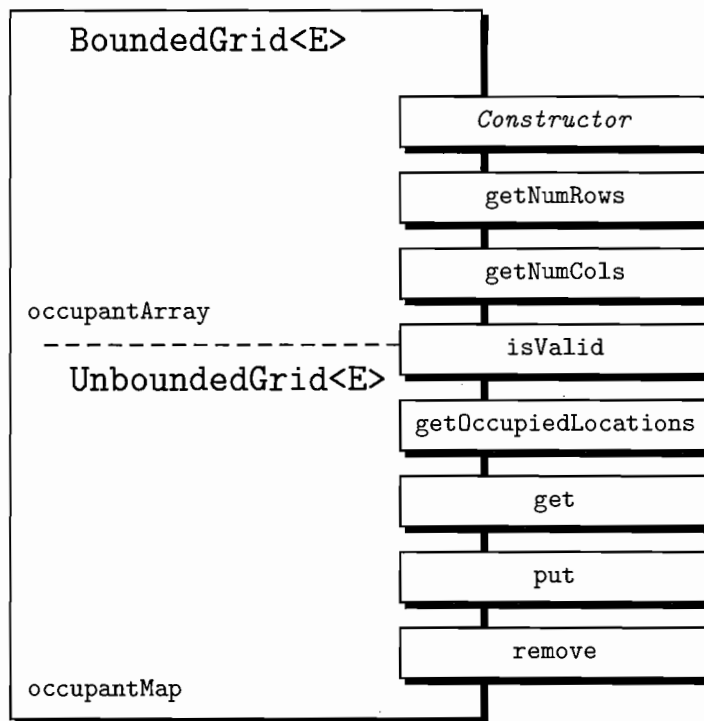 BoundedGrid<E>
Constructor
getNumRows
getNumCols
occupantArray
isValid
UnboundedGrid<E>
getOccupiedLocations
get
put
remove
occupantMap